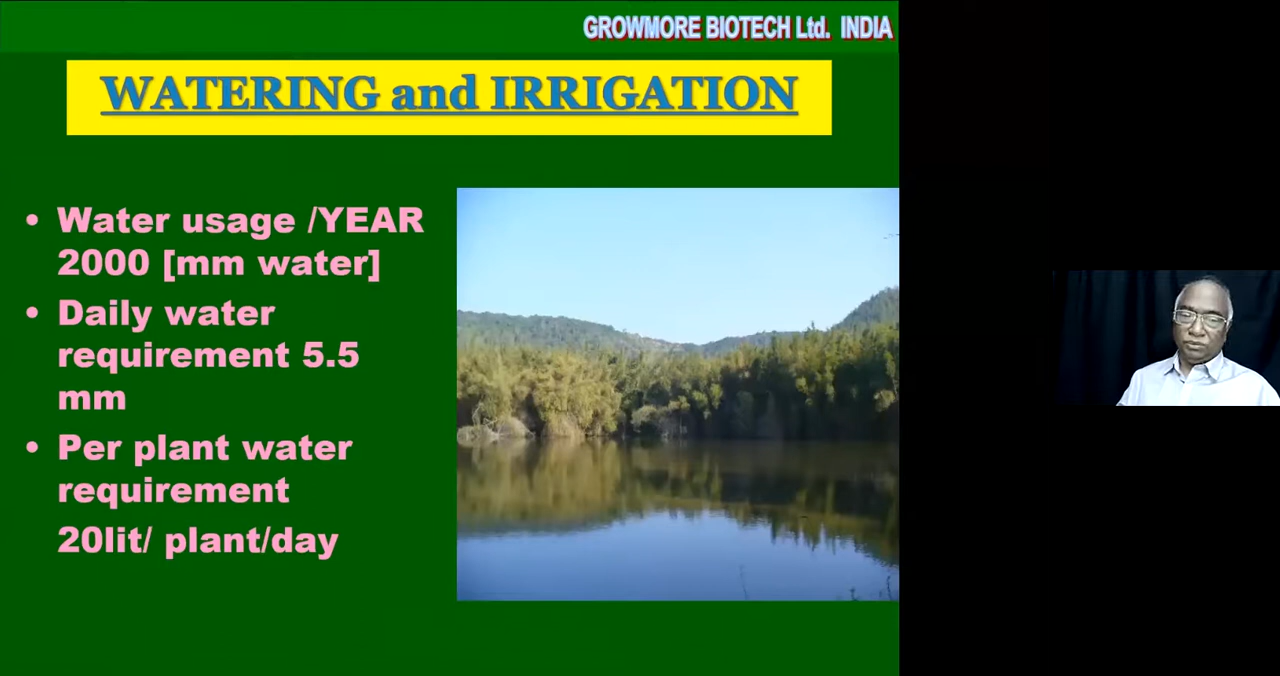 GROWMORE BIOTECH Ltd. INDIA
WATERING and IRRIGATION
• Water usage /YEAR
2000 [mm water]
• Daily water
requirement 5.5
mm
• Per plant water
requirement
20lit/ plant/day